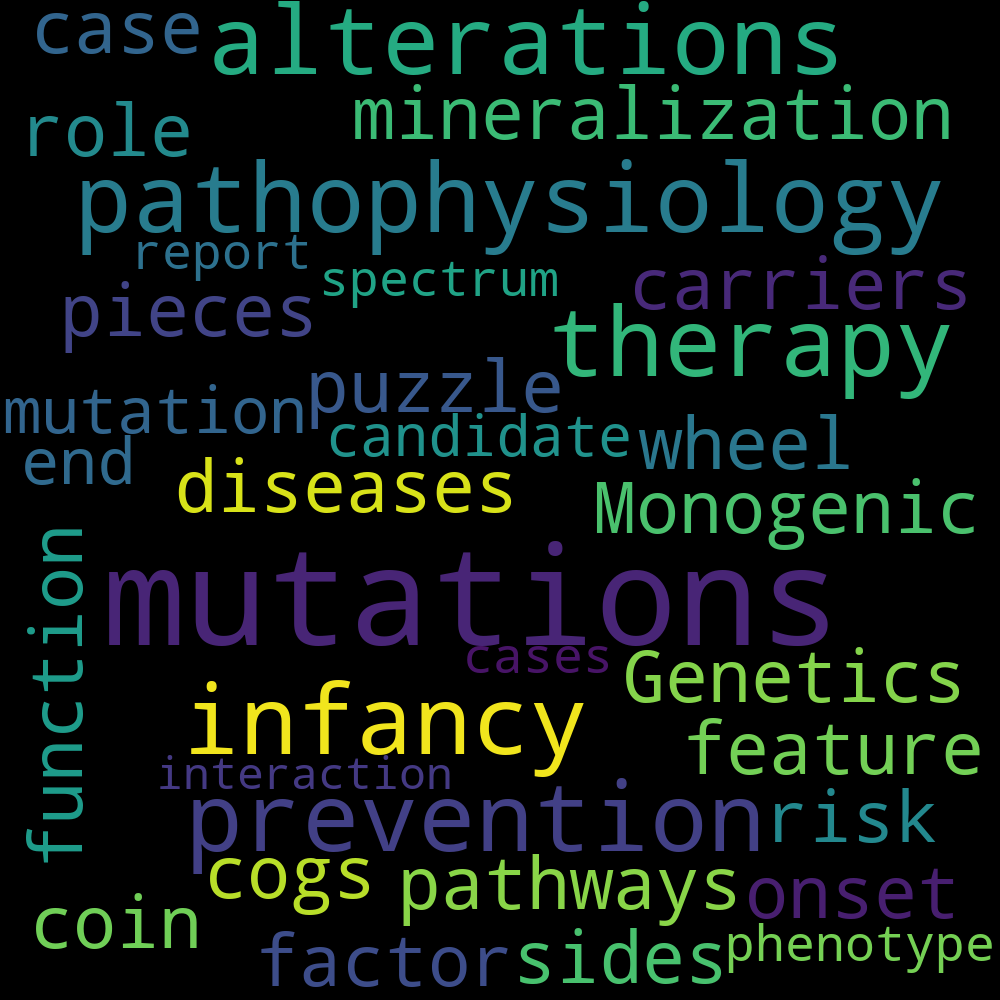 case
alterations
mineralization
role
pathophysiology
report
spectrum
carriers
pieces
therapy
puzzle
mutation
candidate
wheel
end
diseases
Monogenic
function
mutations
cases
Genetics
infancy
feature
interaction
prevention
risk
cogs
pathways
onset
coin
factor
sides
phenotype